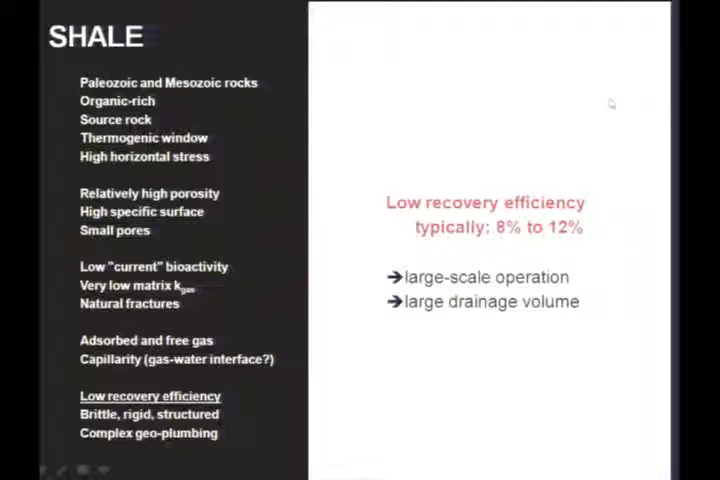 SHALE
Paleozoic and Mesozoic rocks
Organic-rich
Source rock
Thermogenic window
High horizontal stress
Relatively high porosity
High specific surface
Small pores
Low "current" bioactivity
Very low matrix kgas
Natural fractures
Adsorbed and free gas
Capillarity (gas-water interface?)
Low recovery efficiency
Brittle, rigid, structured
Complex geo-plumbing
Low recovery efficiency
typically: 8% to 12%
➔large-scale operation
➔large drainage volume